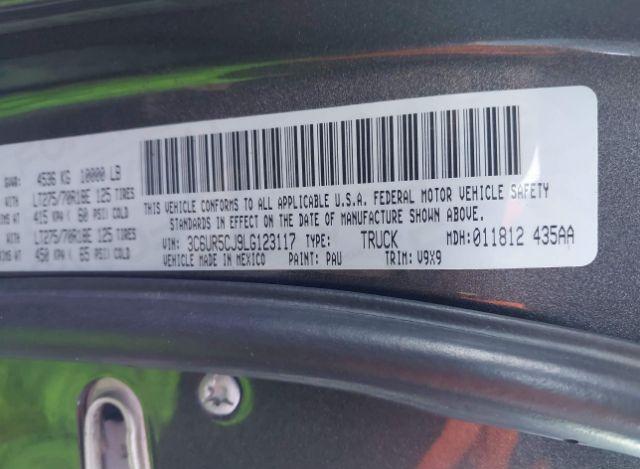 GVWR: 4536 KG 10000 LB
WITH LT275/70R18E 125 TIRES
415 KPA ( 60 PSI) COLD
WITH LT275/70R18E 125 TIRES
450 KPA ( 65 PSI) COLD
THIS VEHICLE CONFORMS TO ALL APPLICABLE U.S.A. FEDERAL MOTOR VEHICLE SAFETY
STANDARDS IN EFFECT ON THE DATE OF MANUFACTURE SHOWN ABOVE.
VIN: 3C6UR5CJ9LG123117 TYPE: TRUCK MDH: 011812 435AA
VEHICLE MADE IN MEXICO PAINT: PAU TRIM: V9X9